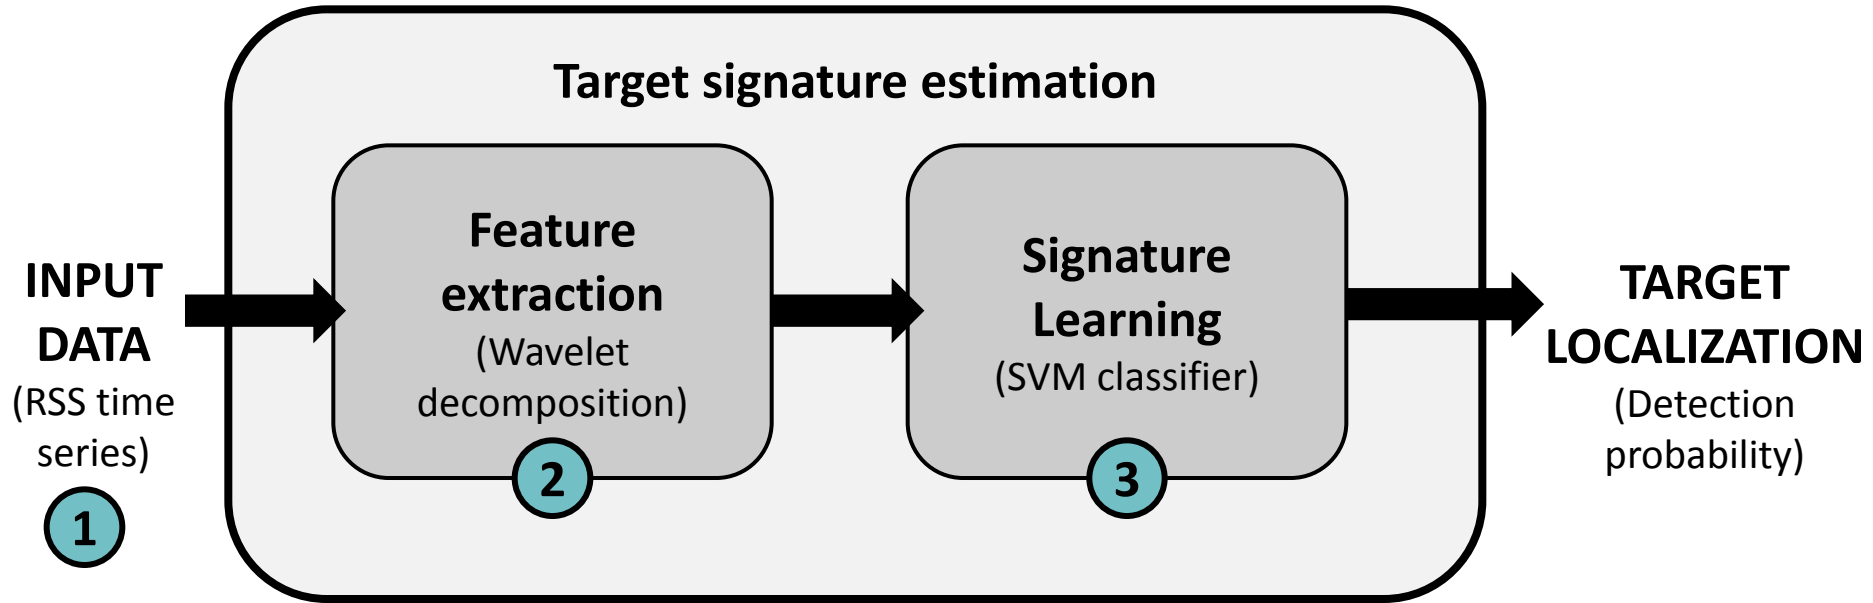 Target signature estimation
INPUT
DATA
(RSS time
series)
1
Feature
extraction
(Wavelet
decomposition)
2
Signature
Learning
(SVM classifier)
3
TARGET
LOCALIZATION
(Detection
probability)